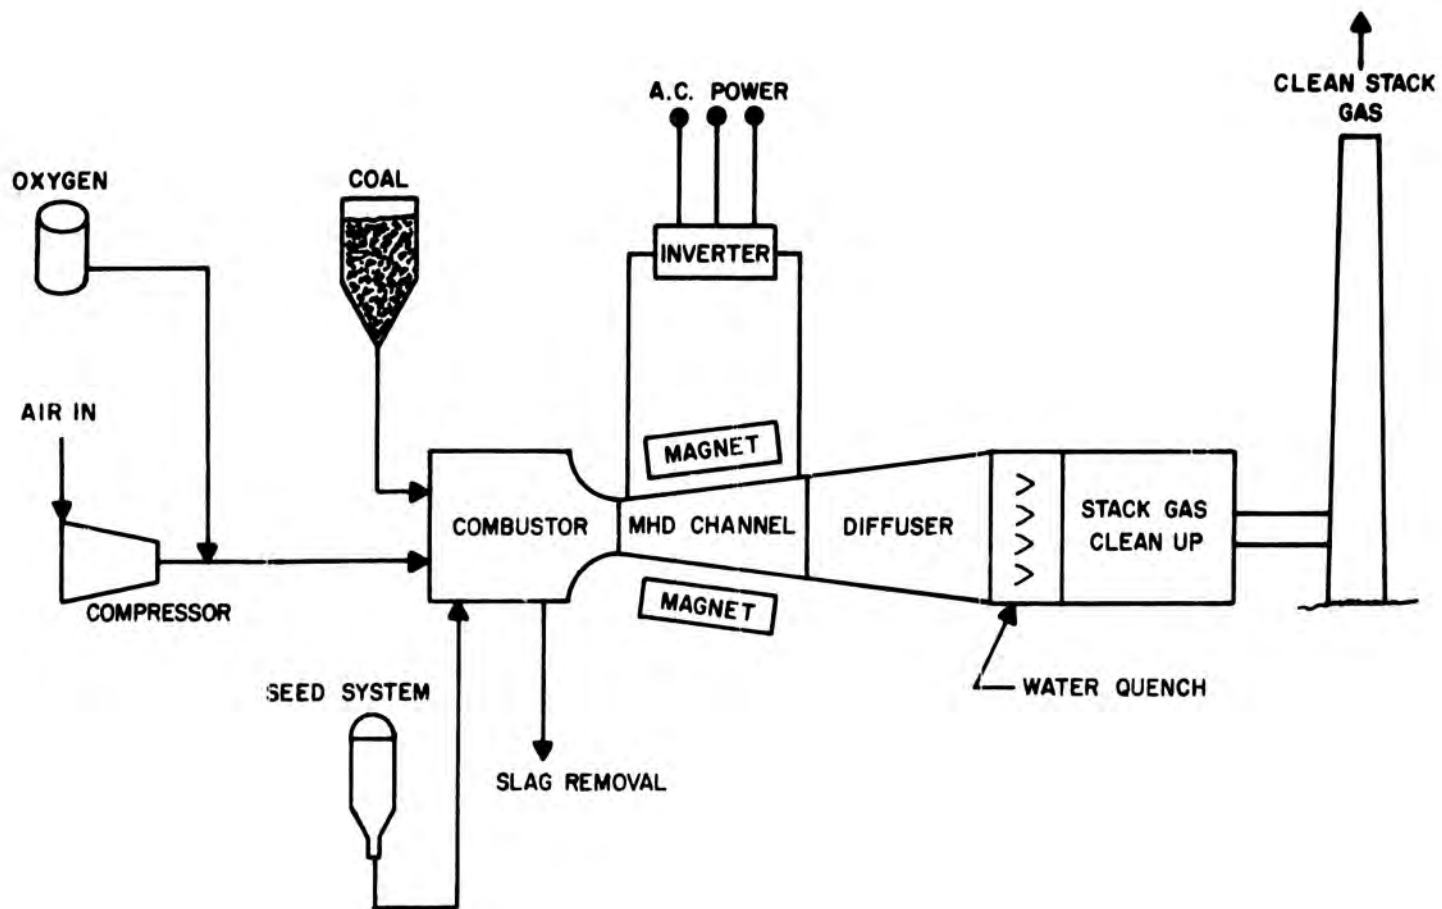 CLEAN STACK
GAS
A.C. POWER
OXYGEN
COAL
INVERTER
AIR IN
MAGNET
COMBUSTOR
MHD CHANNEL
DIFFUSER
STACK GAS
CLEAN UP
COMPRESSOR
MAGNET
SEED SYSTEM
WATER QUENCH
SLAG REMOVAL